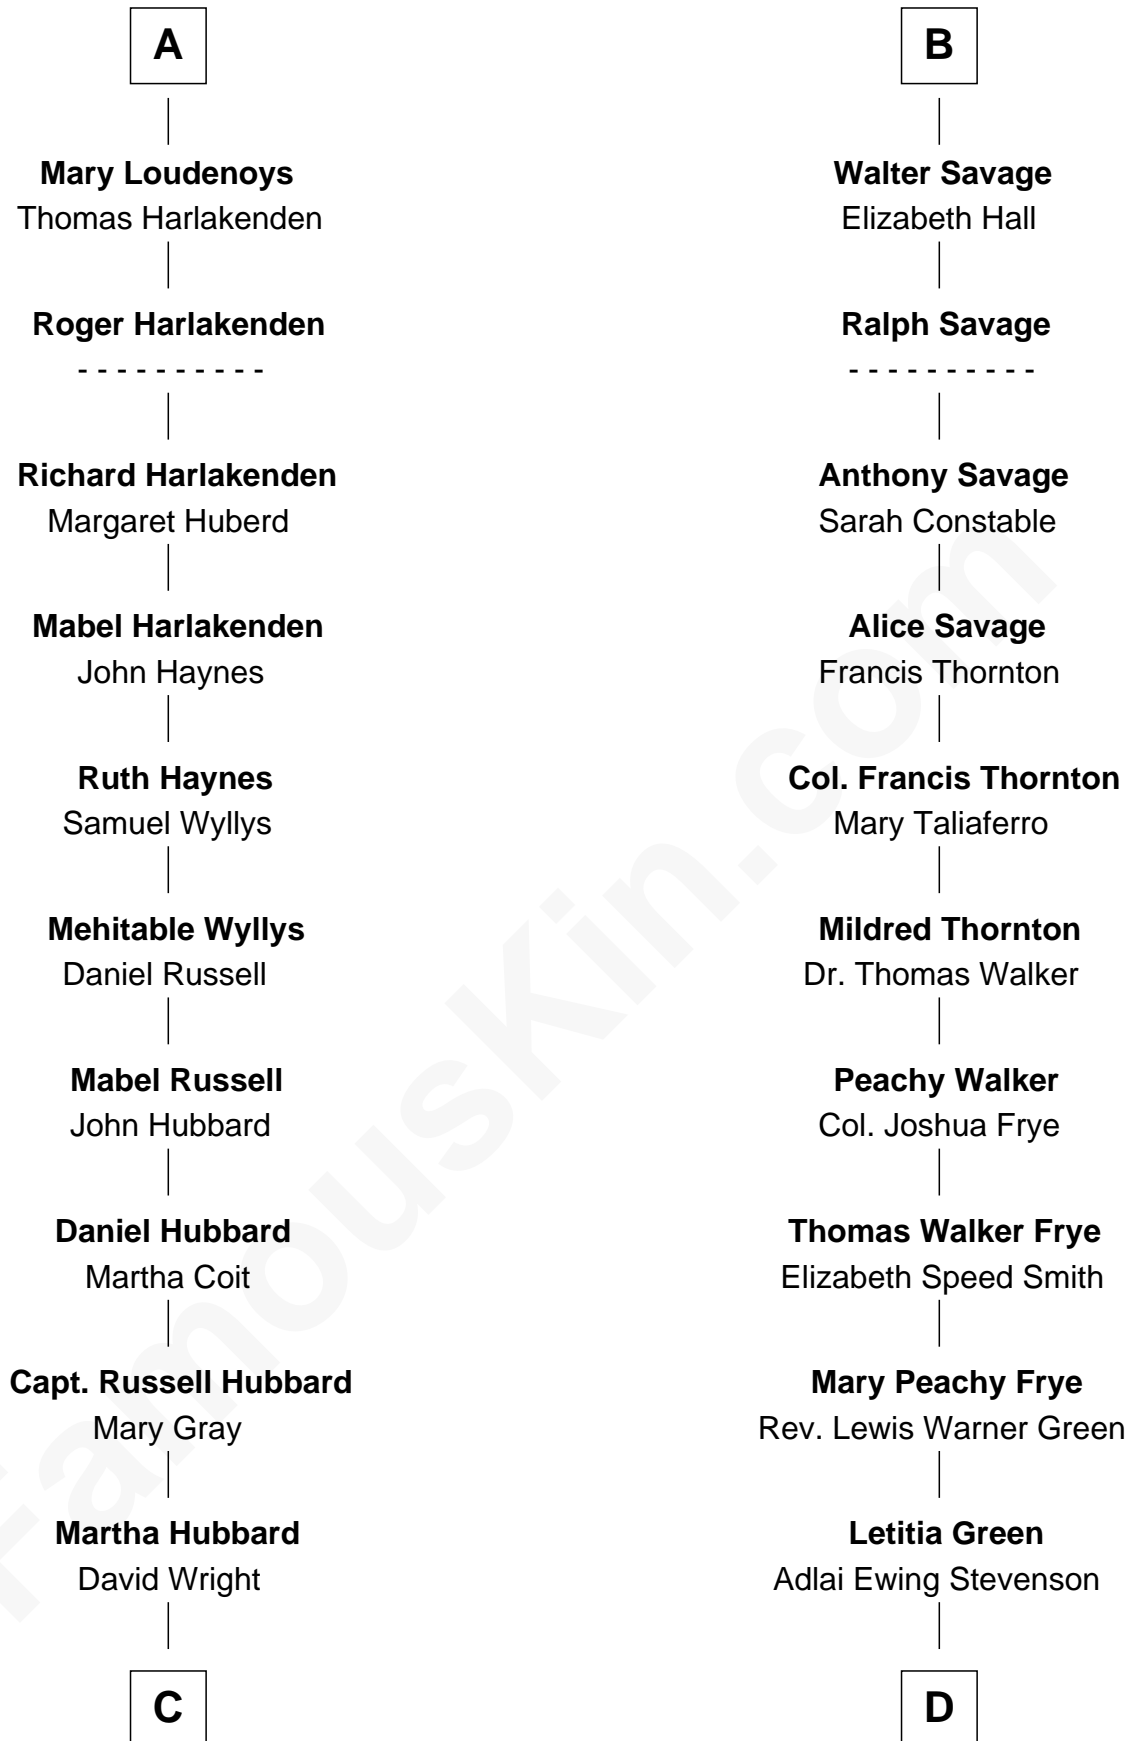 A
Mary Loudenoys
Thomas Harlakenden
Roger Harlakenden
- - - - - - - - - -
Richard Harlakenden
Margaret Huberd
Mabel Harlakenden
John Haynes
Ruth Haynes
Samuel Wyllys
Mehitable Wyllys
Daniel Russell
Mabel Russell
John Hubbard
Daniel Hubbard
Martha Coit
Capt. Russell Hubbard
Mary Gray
Martha Hubbard
David Wright
C
B
Walter Savage
Elizabeth Hall
Ralph Savage
- - - - - - - - - -
Anthony Savage
Sarah Constable
Alice Savage
Francis Thornton
Col. Francis Thornton
Mary Taliaferro
Mildred Thornton
Dr. Thomas Walker
Peachy Walker
Col. Joshua Frye
Thomas Walker Frye
Elizabeth Speed Smith
Mary Peachy Frye
Rev. Lewis Warner Green
Letitia Green
Adlai Ewing Stevenson
D
FamousKin.com